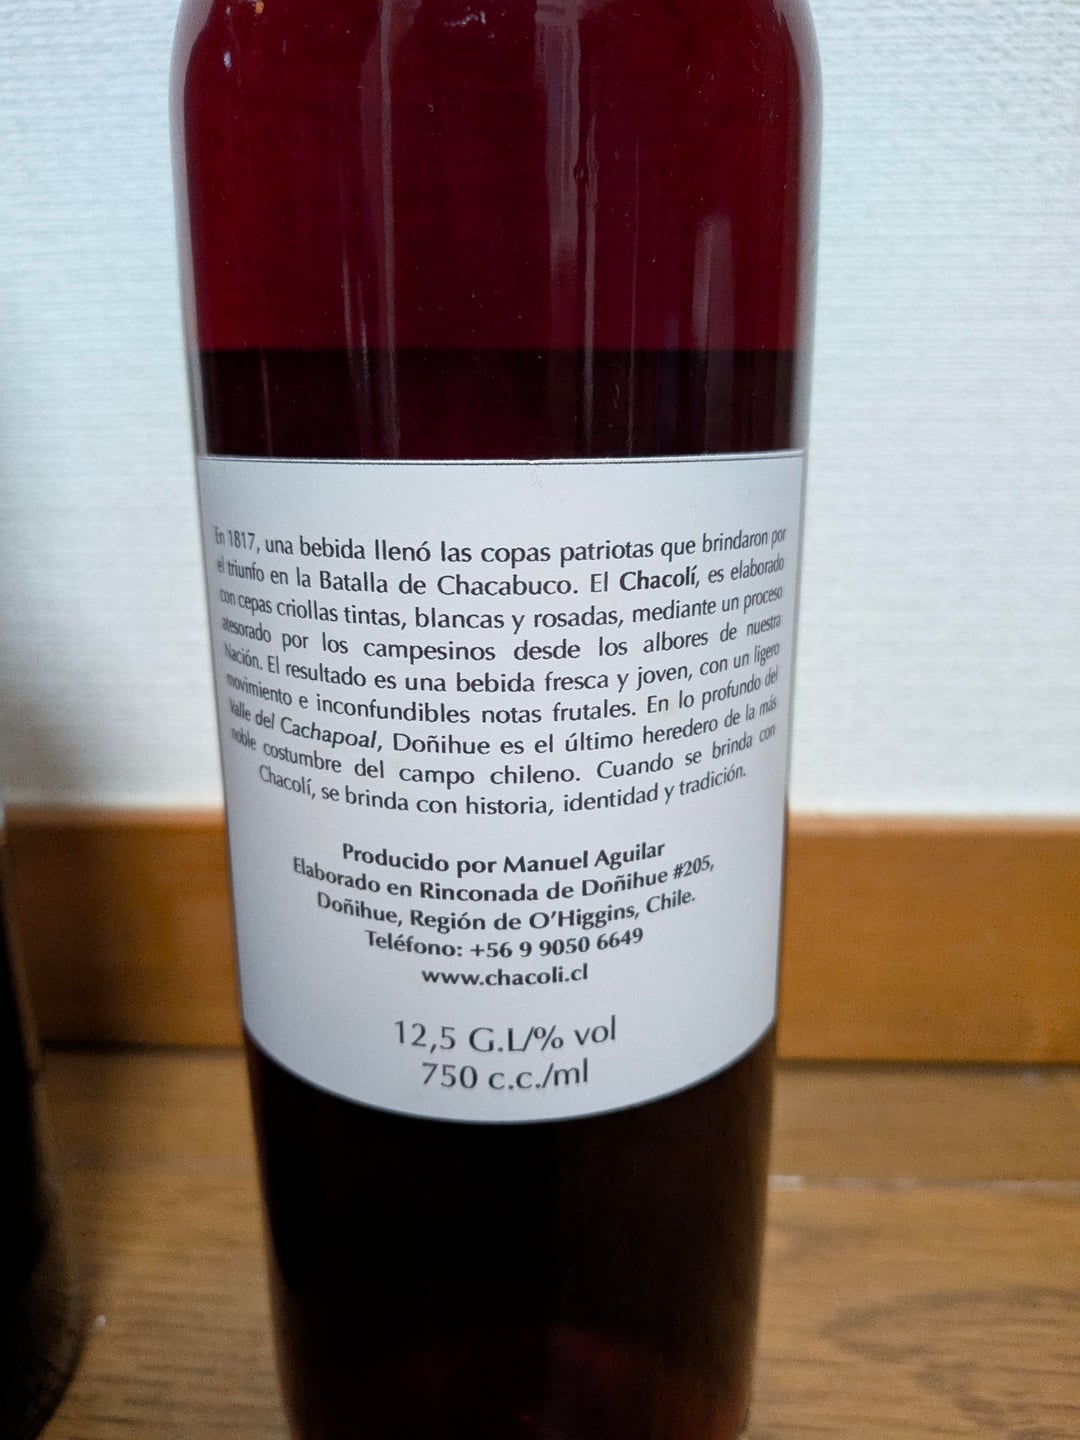 En 1817, una bebida llenó las copas patriotas que brindaron por
el triunfo en la Batalla de Chacabuco. El Chacolí, es elaborado
con cepas criollas tintas, blancas y rosadas, mediante un proceso
atesorado por los campesinos desde los albores de nuestra
Nación. El resultado es una bebida fresca y joven, con un ligero
movimiento e inconfundibles notas frutales. En lo profundo del
Valle del Cachapoal, Doñihue es el último heredero de la más
noble costumbre del campo chileno. Cuando se brinda con
Chacolí, se brinda con historia, identidad y tradición.
Producido por Manuel Aguilar
Elaborado en Rinconada de Doñihue #205,
Doñihue, Región de O'Higgins, Chile.
Teléfono: +56 9 9050 6649
www.chacoli.cl
12,5 G.L/% vol
750 c.c./ml